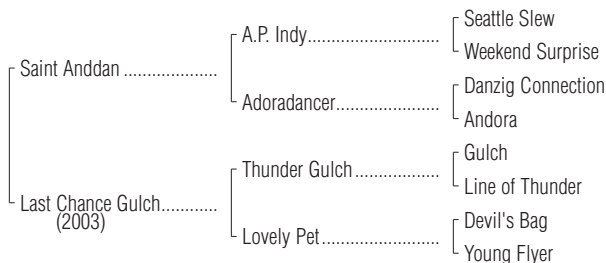 Seattle Slew
A.P. Indy
Weekend Surprise
Saint Anddan
Danzig Connection
Adoradancer
Andora
Gulch
Thunder Gulch
Line of Thunder
Last Chance Gulch
(2003)
Devil's Bag
Lovely Pet
Young Flyer